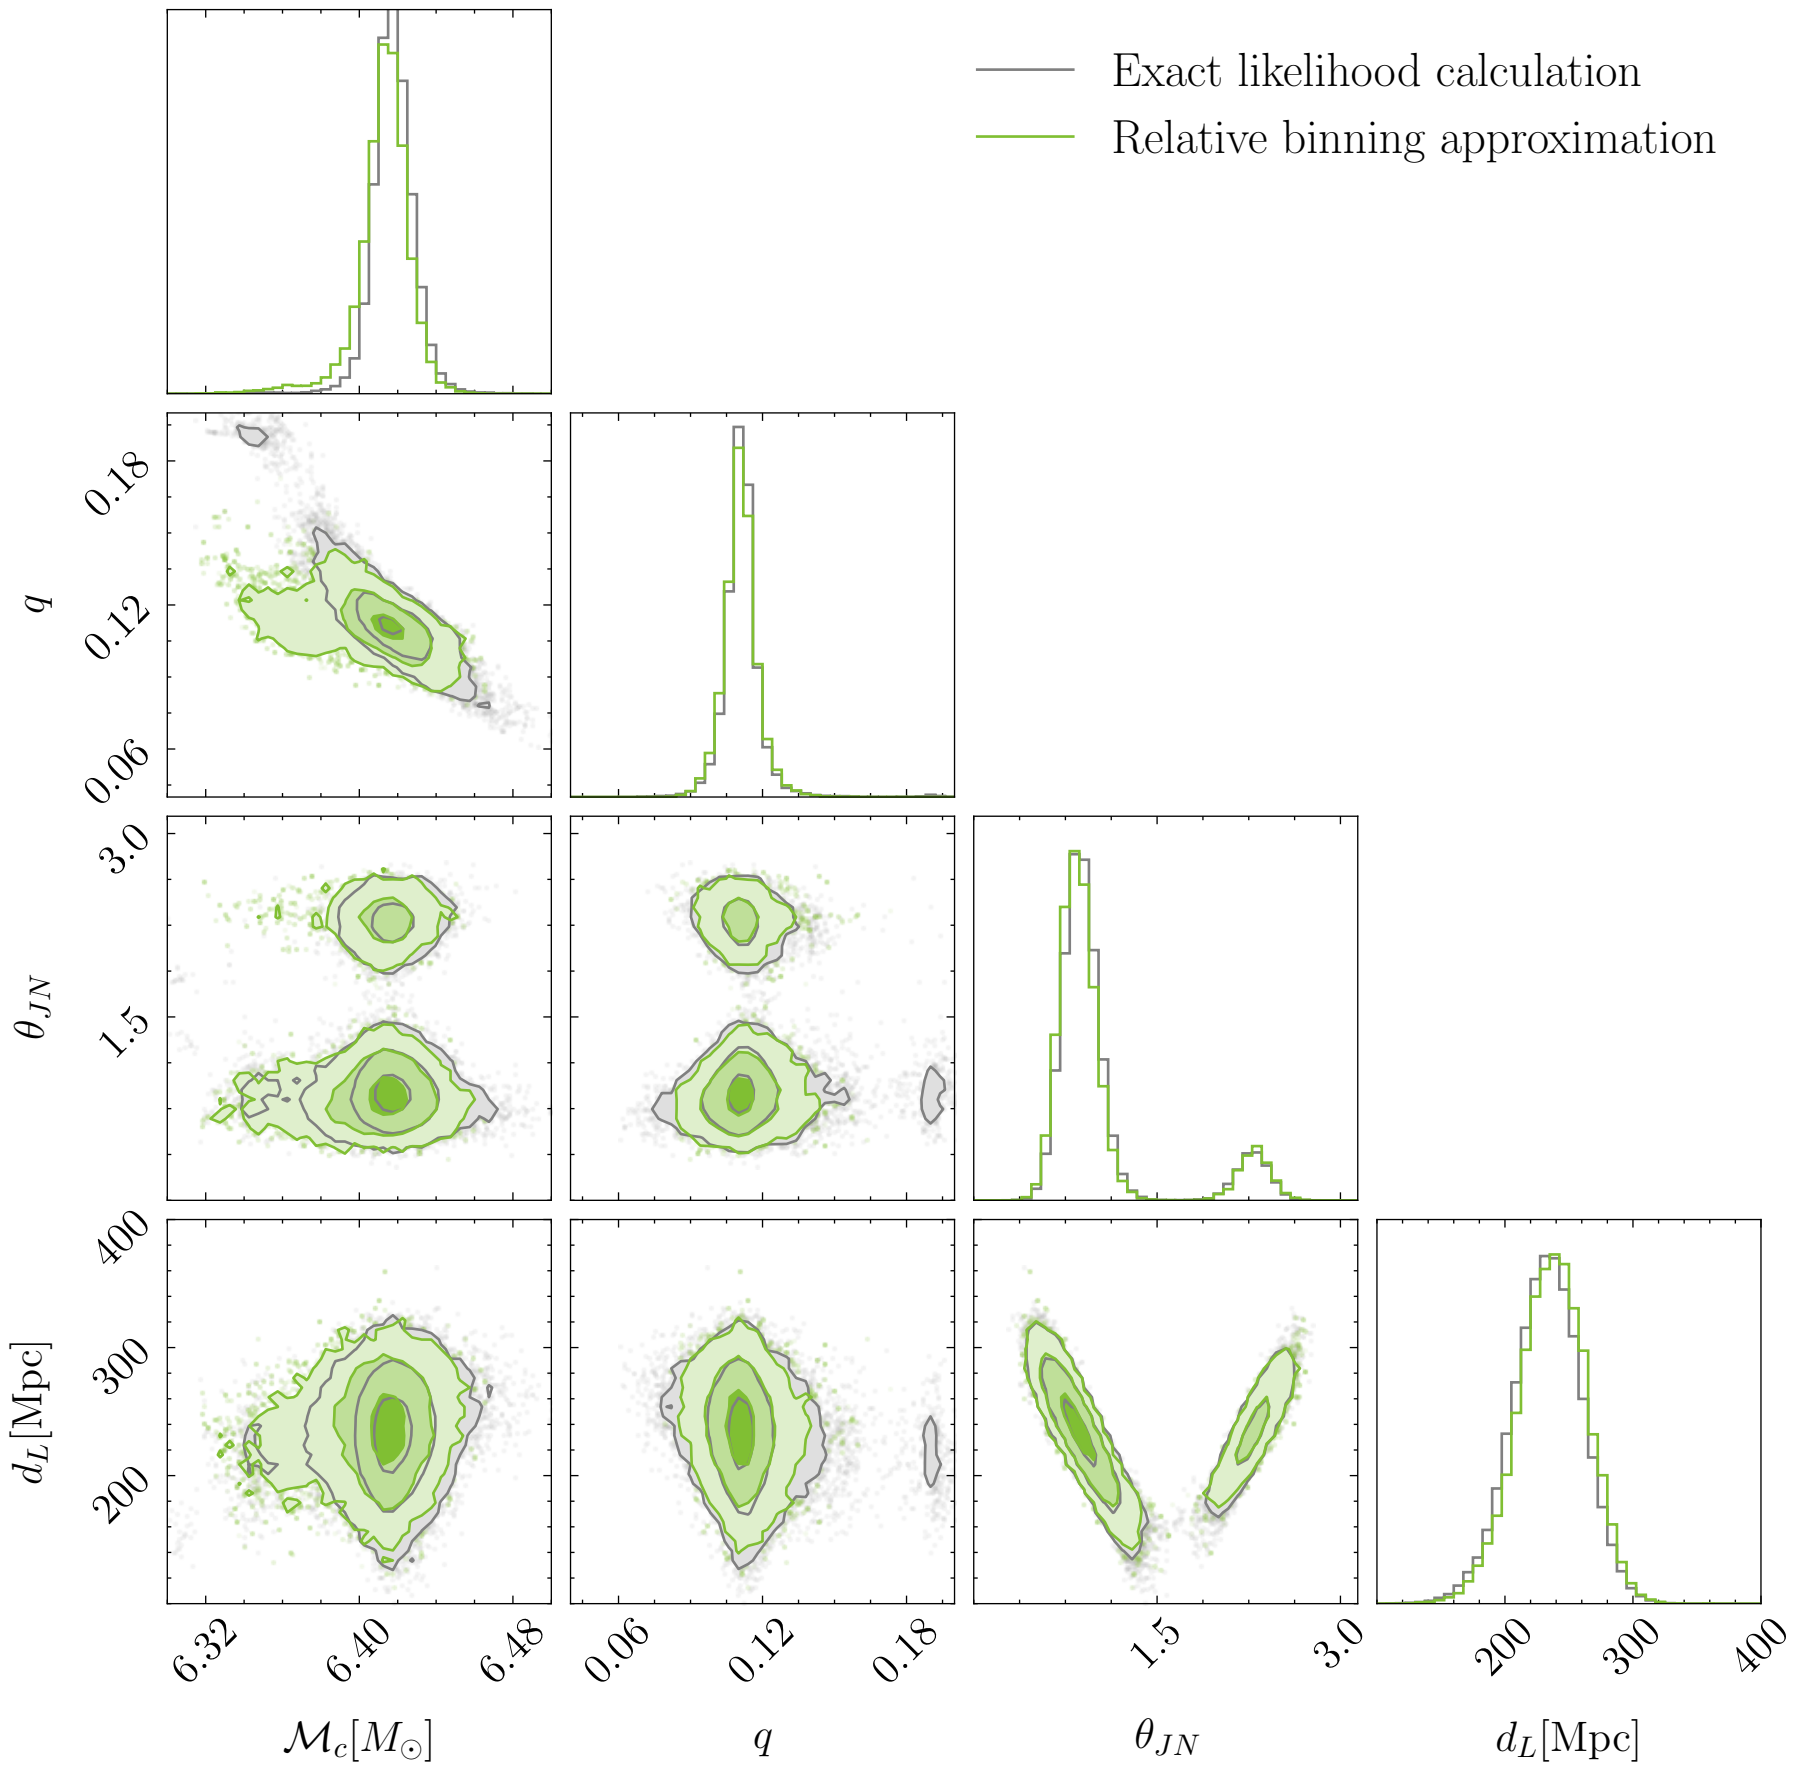 Exact likelihood calculation
Relative binning approximation
0.18
0.12
0.06
q
3.0
1.5
θ_JN
400
300
200
d_L[Mpc]
6.32 6.40 6.48 0.06 0.12 0.18 1.5 3.0 200 300 400
ℳ_c[M_⊙] q θ_JN d_L[Mpc]